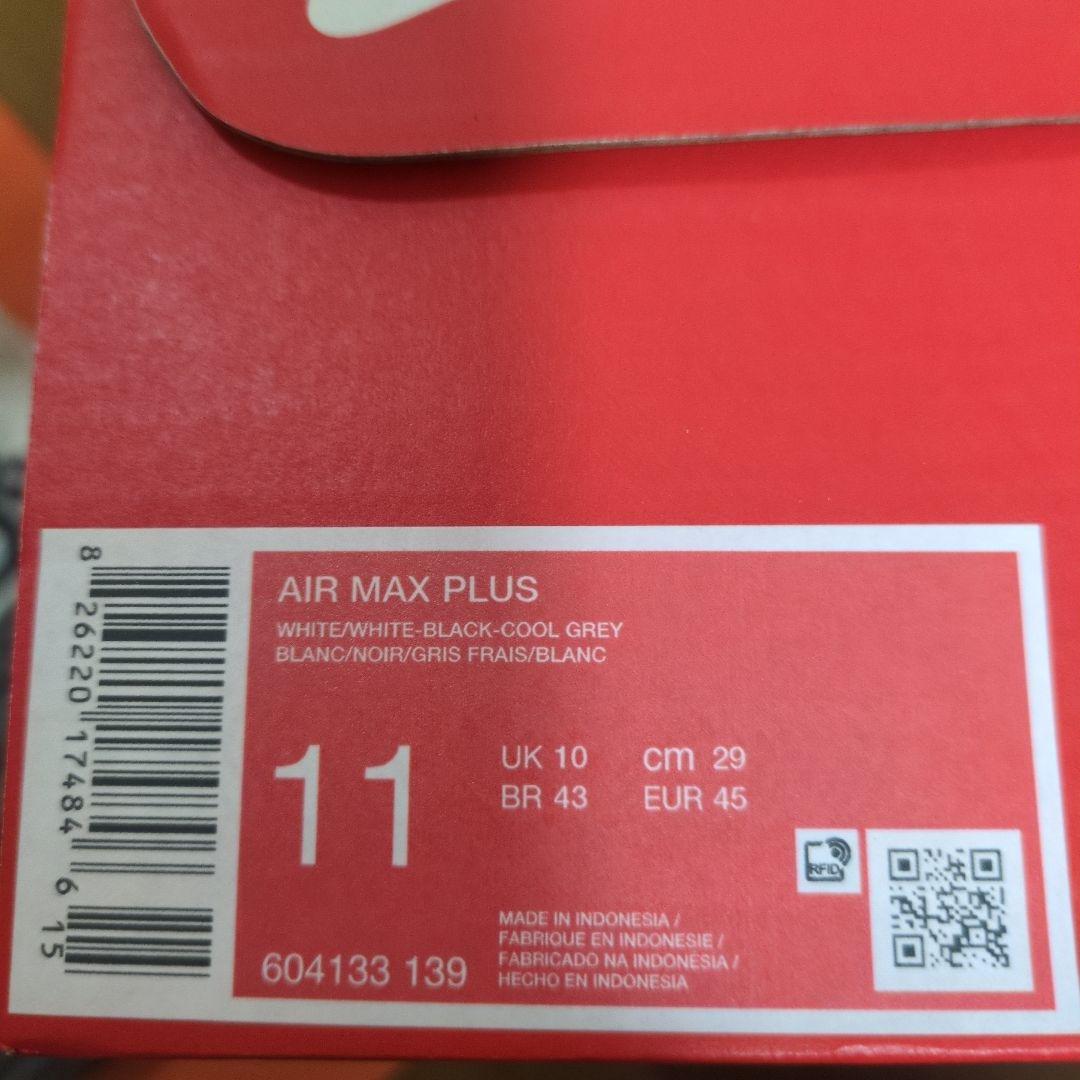 AIR MAX PLUS
WHITE/WHITE-BLACK-COOL GREY
BLANC/NOIR/GRIS FRAIS/BLANC
11
UK 10 cm 29
BR 43 EUR 45
RFID
MADE IN INDONESIA /
FABRIQUE EN INDONESIE /
FABRICADO NA INDONESIA /
HECHO EN INDONESIA
604133 139
8 26220 17484 6 15